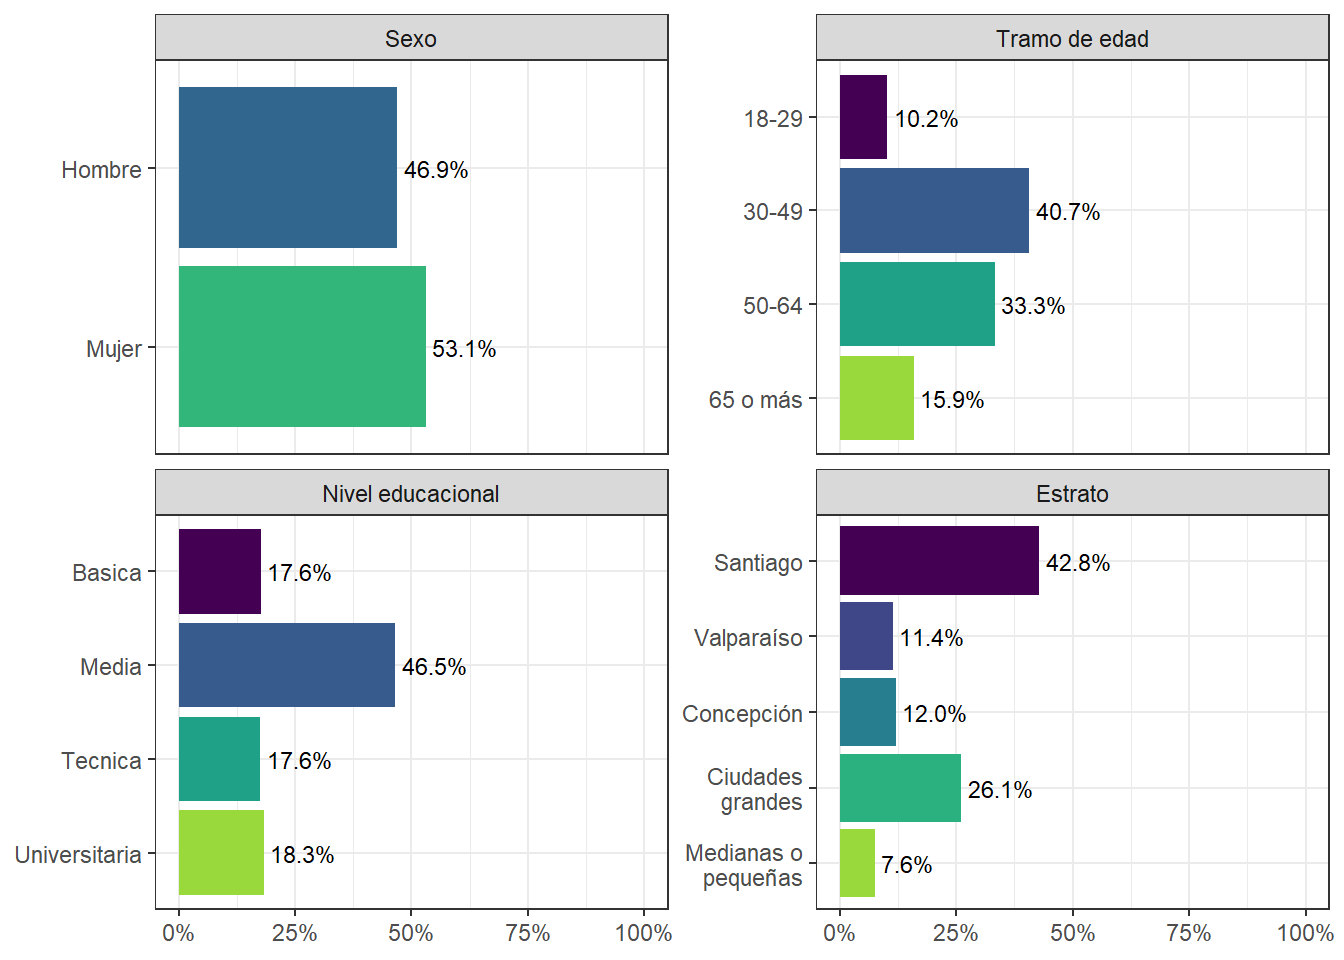 Sexo
Hombre
46.9%
Mujer
53.1%
Tramo de edad
18-29
10.2%
30-49
40.7%
50-64
33.3%
65 o más
15.9%
Nivel educacional
Basica
17.6%
Media
46.5%
Tecnica
17.6%
Universitaria
18.3%
0%
25%
50%
75%
100%
Estrato
Santiago
42.8%
Valparaíso
11.4%
Concepción
12.0%
Ciudades
grandes
26.1%
Medianas o
pequeñas
7.6%
0%
25%
50%
75%
100%